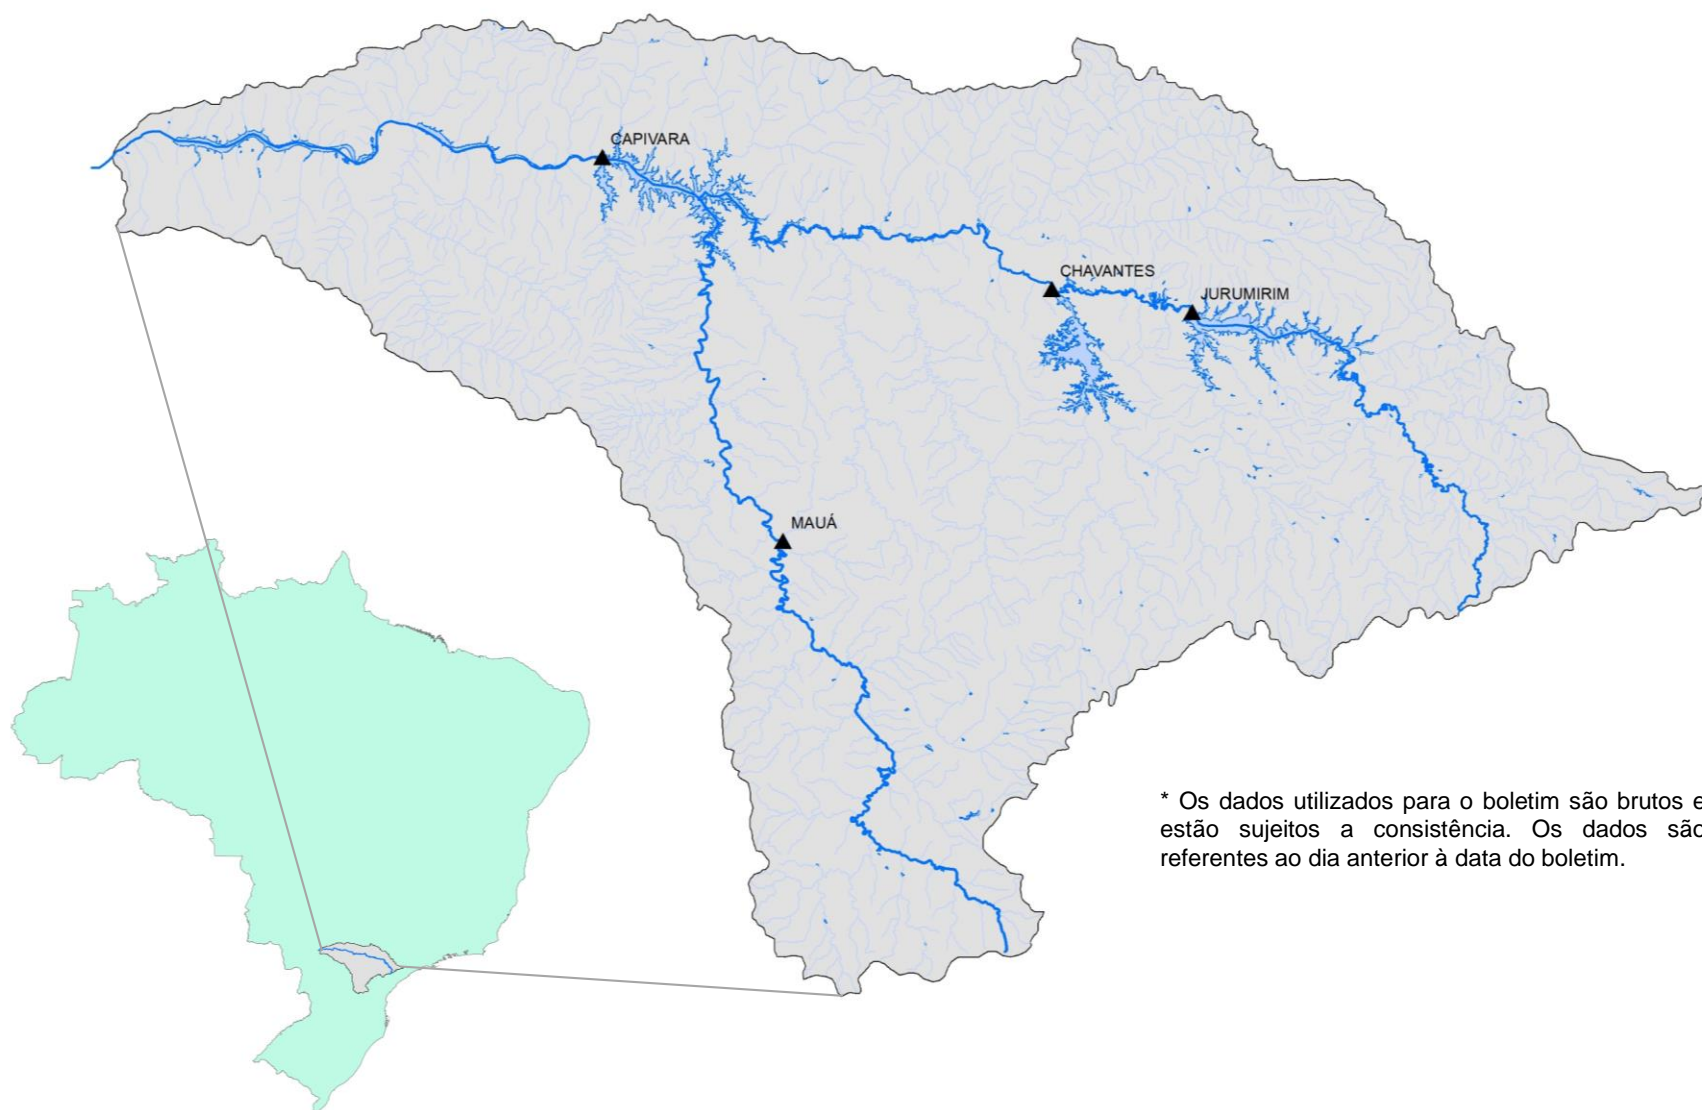 CAPIVARA
CHAVANTES
JURUMIRIM
MAUÁ
* Os dados utilizados para o boletim são brutos e
estão sujeitos a consistência. Os dados são
referentes ao dia anterior à data do boletim.